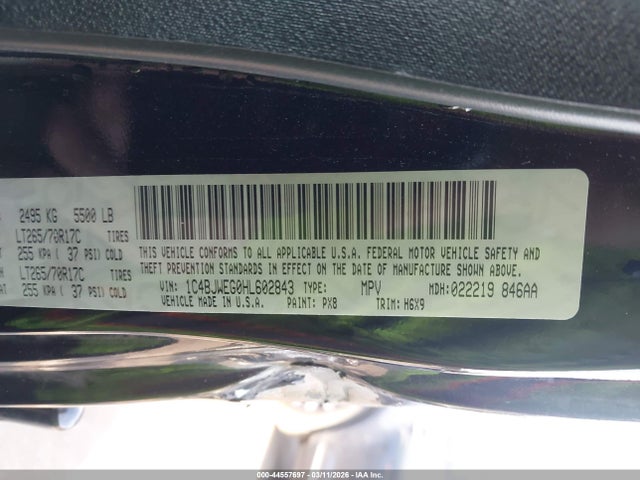 2495 KG 5500 LB
LT265/70R17C TIRES
255 KPA ( 37 PSI) COLD
LT265/70R17C TIRES
255 KPA ( 37 PSI) COLD
THIS VEHICLE CONFORMS TO ALL APPLICABLE U.S.A. FEDERAL MOTOR VEHICLE SAFETY AND
THEFT PREVENTION STANDARDS IN EFFECT ON THE DATE OF MANUFACTURE SHOWN ABOVE.
VIN: 1C4BJWEG0HL602843 TYPE: MPV MDH: 022219 846AA
VEHICLE MADE IN U.S.A. PAINT: PX8 TRIM: M6X9
000-44557697 - 03/11/2026 - IAA Inc.